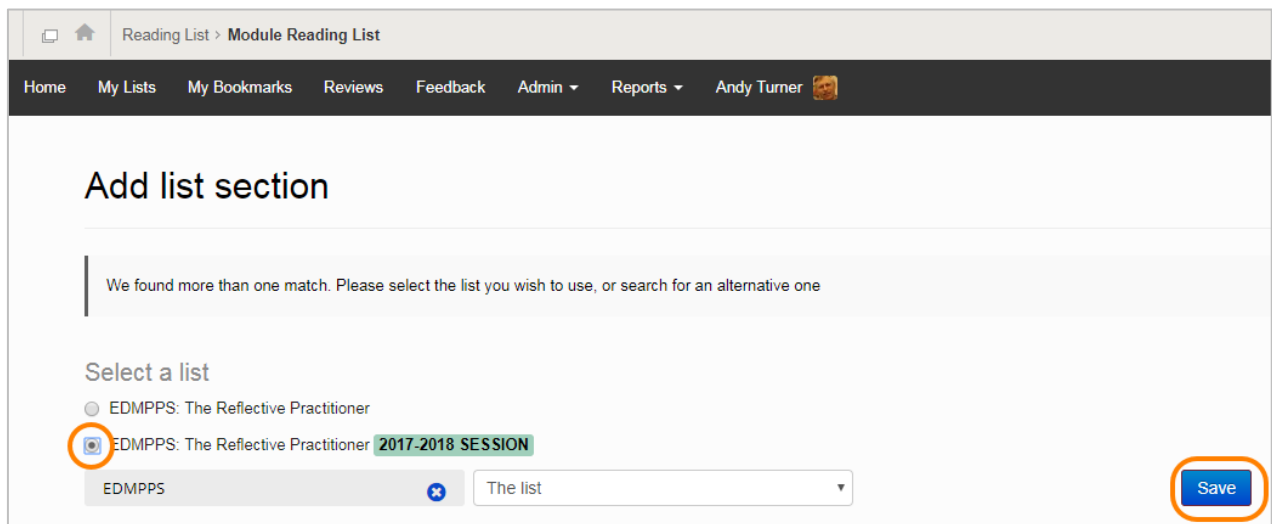 Reading List > Module Reading List
Home My Lists My Bookmarks Reviews Feedback Admin Reports Andy Turner
Add list section
We found more than one match. Please select the list you wish to use, or search for an alternative one
Select a list
EDMPPS: The Reflective Practitioner
EDMPPS: The Reflective Practitioner 2017-2018 SESSION
EDMPPS The list Save